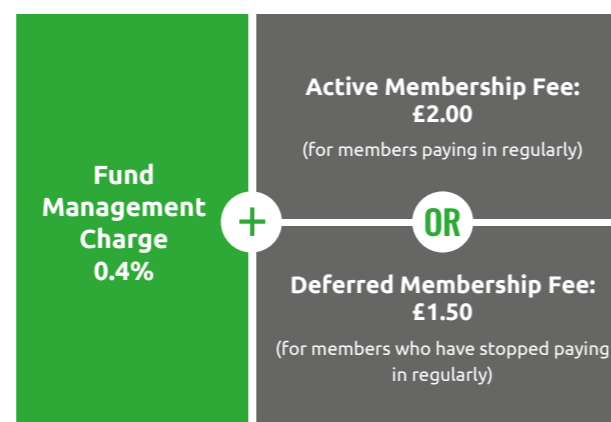 Fund
Management
Charge
0.4%
+
Active Membership Fee:
£2.00
(for members paying in regularly)
OR
Deferred Membership Fee:
£1.50
(for members who have stopped paying
in regularly)